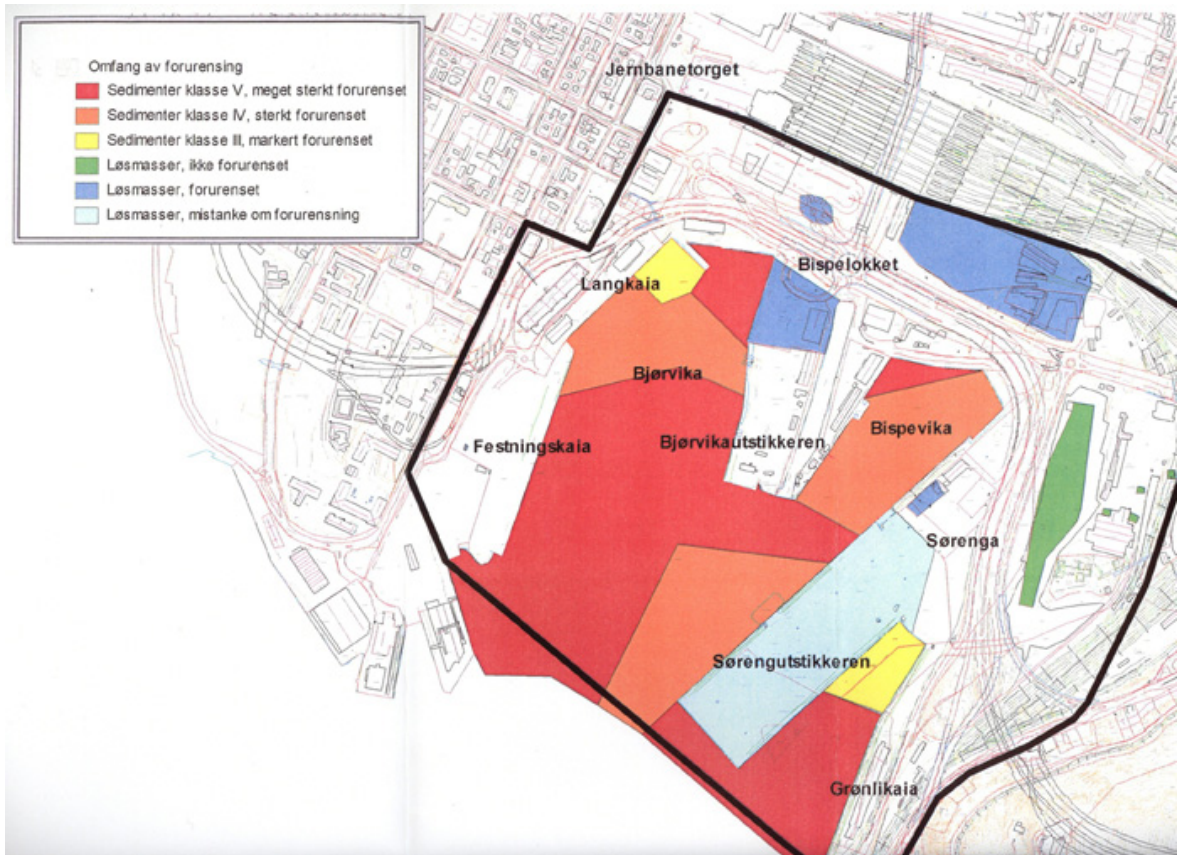 Omfang av forurensing
Sedimenter klasse V, meget sterkt forurenset
Sedimenter klasse IV, sterkt forurenset
Sedimenter klasse III, markert forurenset
Løsmasser, ikke forurenset
Løsmasser, forurenset
Løsmasser, mistanke om forurensning
Jernbanetorget
Bispelokket
Langkaia
Bjørvika
Bispevika
Bjørvikautstikkeren
Festningskaia
Sørenga
Sørengutstikkeren
Grønlikaia